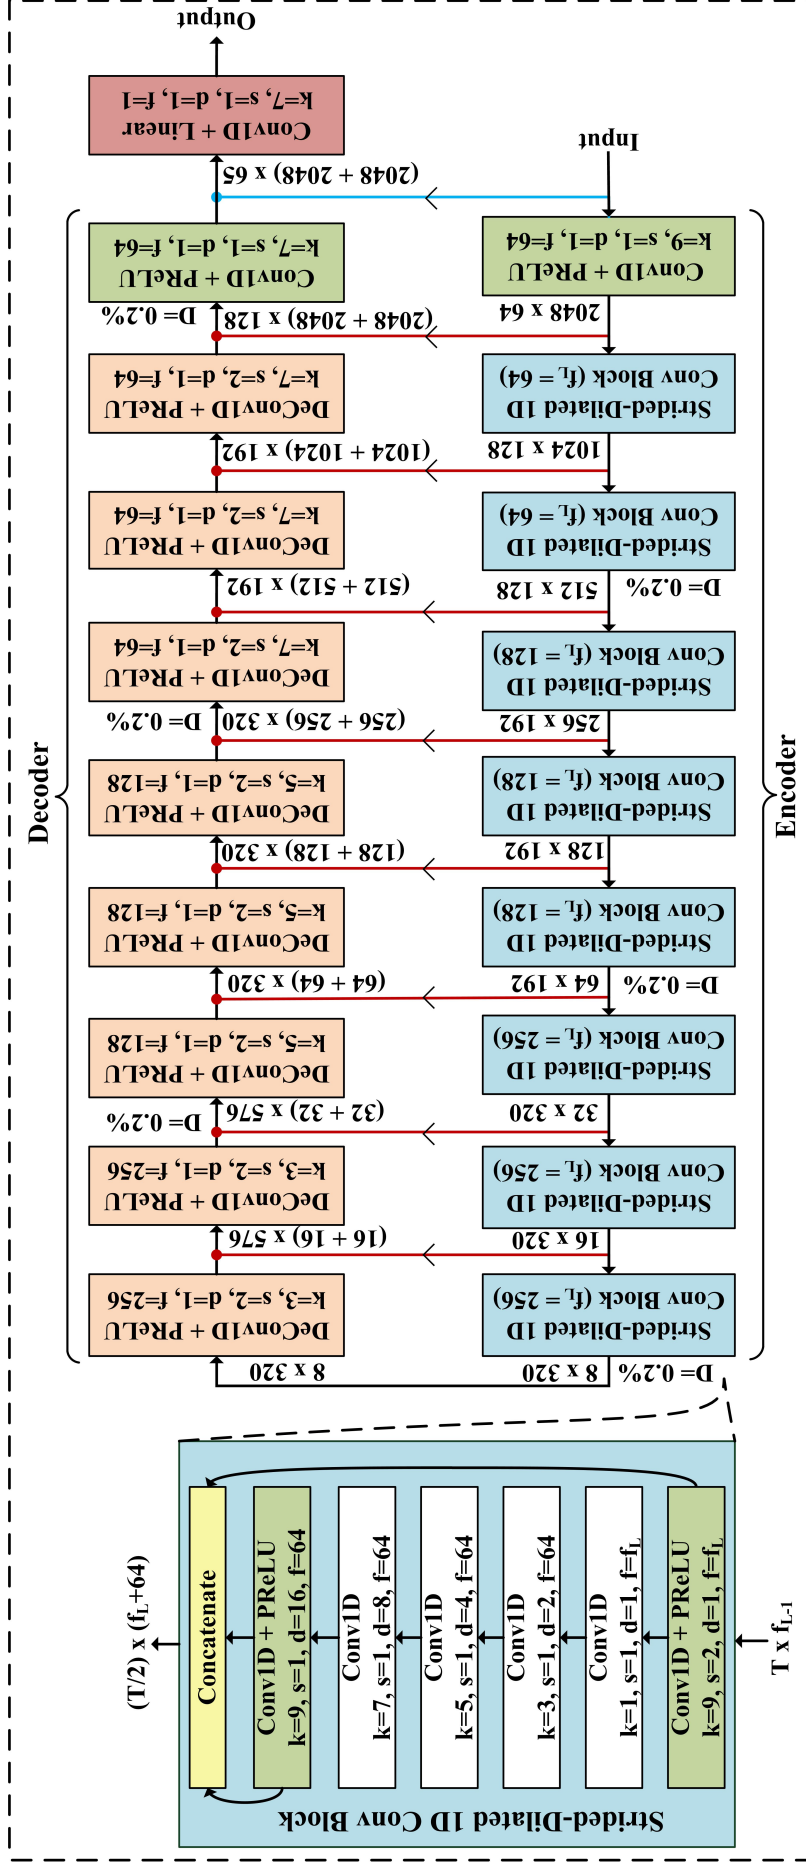 Output
Conv1D + Linear
k=7, s=1, d=1, f=1
(2048 + 2048) x 65
Input
Conv1D + PReLU
k=7, s=1, d=1, f=64
Conv1D + PReLU
k=9, s=1, d=1, f=64
D= 0.2%
(2048 + 2048) x 128
2048 x 64
DeConv1D + PReLU
k=7, s=2, d=1, f=64
Strided-Dilated 1D
Conv Block (fL = 64)
(1024 + 1024) x 192
1024 x 128
DeConv1D + PReLU
k=7, s=2, d=1, f=64
Strided-Dilated 1D
Conv Block (fL = 64)
(512 + 512) x 192
512 x 128
D= 0.2%
DeConv1D + PReLU
k=7, s=2, d=1, f=64
Strided-Dilated 1D
Conv Block (fL = 128)
D= 0.2%
(256 + 256) x 320
256 x 192
Decoder
Encoder
DeConv1D + PReLU
k=5, s=2, d=1, f=128
Strided-Dilated 1D
Conv Block (fL = 128)
(128 + 128) x 320
128 x 192
DeConv1D + PReLU
k=5, s=2, d=1, f=128
Strided-Dilated 1D
Conv Block (fL = 128)
(64 + 64) x 320
64 x 192
D= 0.2%
DeConv1D + PReLU
k=5, s=2, d=1, f=128
Strided-Dilated 1D
Conv Block (fL = 256)
D= 0.2%
(32 + 32) x 576
32 x 320
DeConv1D + PReLU
k=3, s=2, d=1, f=256
Strided-Dilated 1D
Conv Block (fL = 256)
(16 + 16) x 576
16 x 320
DeConv1D + PReLU
k=3, s=2, d=1, f=256
Strided-Dilated 1D
Conv Block (fL = 256)
8 x 320
8 x 320
D= 0.2%
(T/2) x (fL+64)
Concatenate
Conv1D + PReLU
k=9, s=1, d=16, f=64
Conv1D
k=7, s=1, d=8, f=64
Conv1D
k=5, s=1, d=4, f=64
Conv1D
k=3, s=1, d=2, f=64
Conv1D
k=1, s=1, d=1, f=fL
Conv1D + PReLU
k=9, s=2, d=1, f=fL
T x fL-1
Strided-Dilated 1D Conv Block